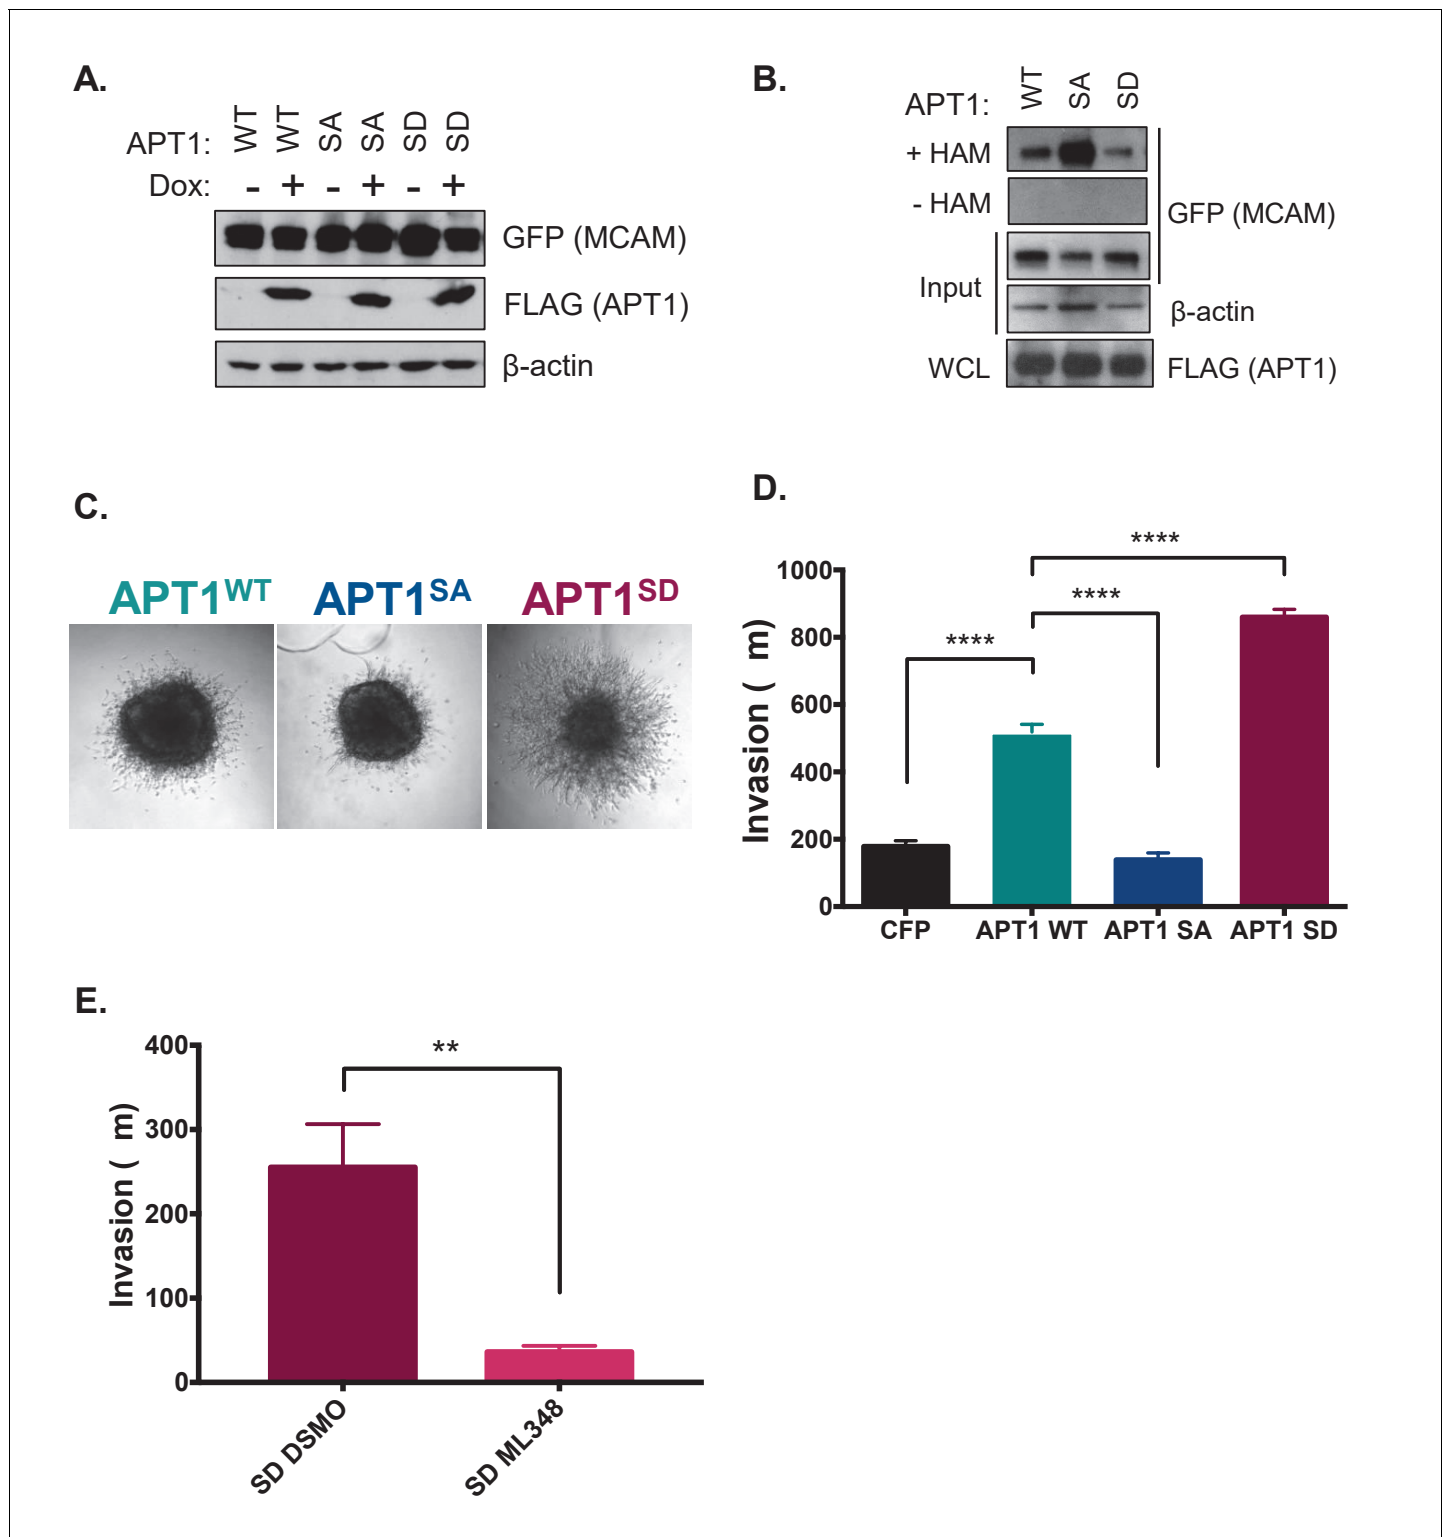 A.
APT1: WT WT SA SA SD SD
Dox: - + - + - +
GFP (MCAM)
FLAG (APT1)
β-actin
B.
APT1: WT SA SD
+ HAM
- HAM
GFP (MCAM)
Input
β-actin
WCL
FLAG (APT1)
C.
APT1WT APT1SA APT1SD
D.
Invasion ( m)
1000
800
600
400
200
0
****
****
****
CFP APT1 WT APT1 SA APT1 SD
E.
Invasion ( m)
400
300
200
100
0
**
SD DSMO SD ML348